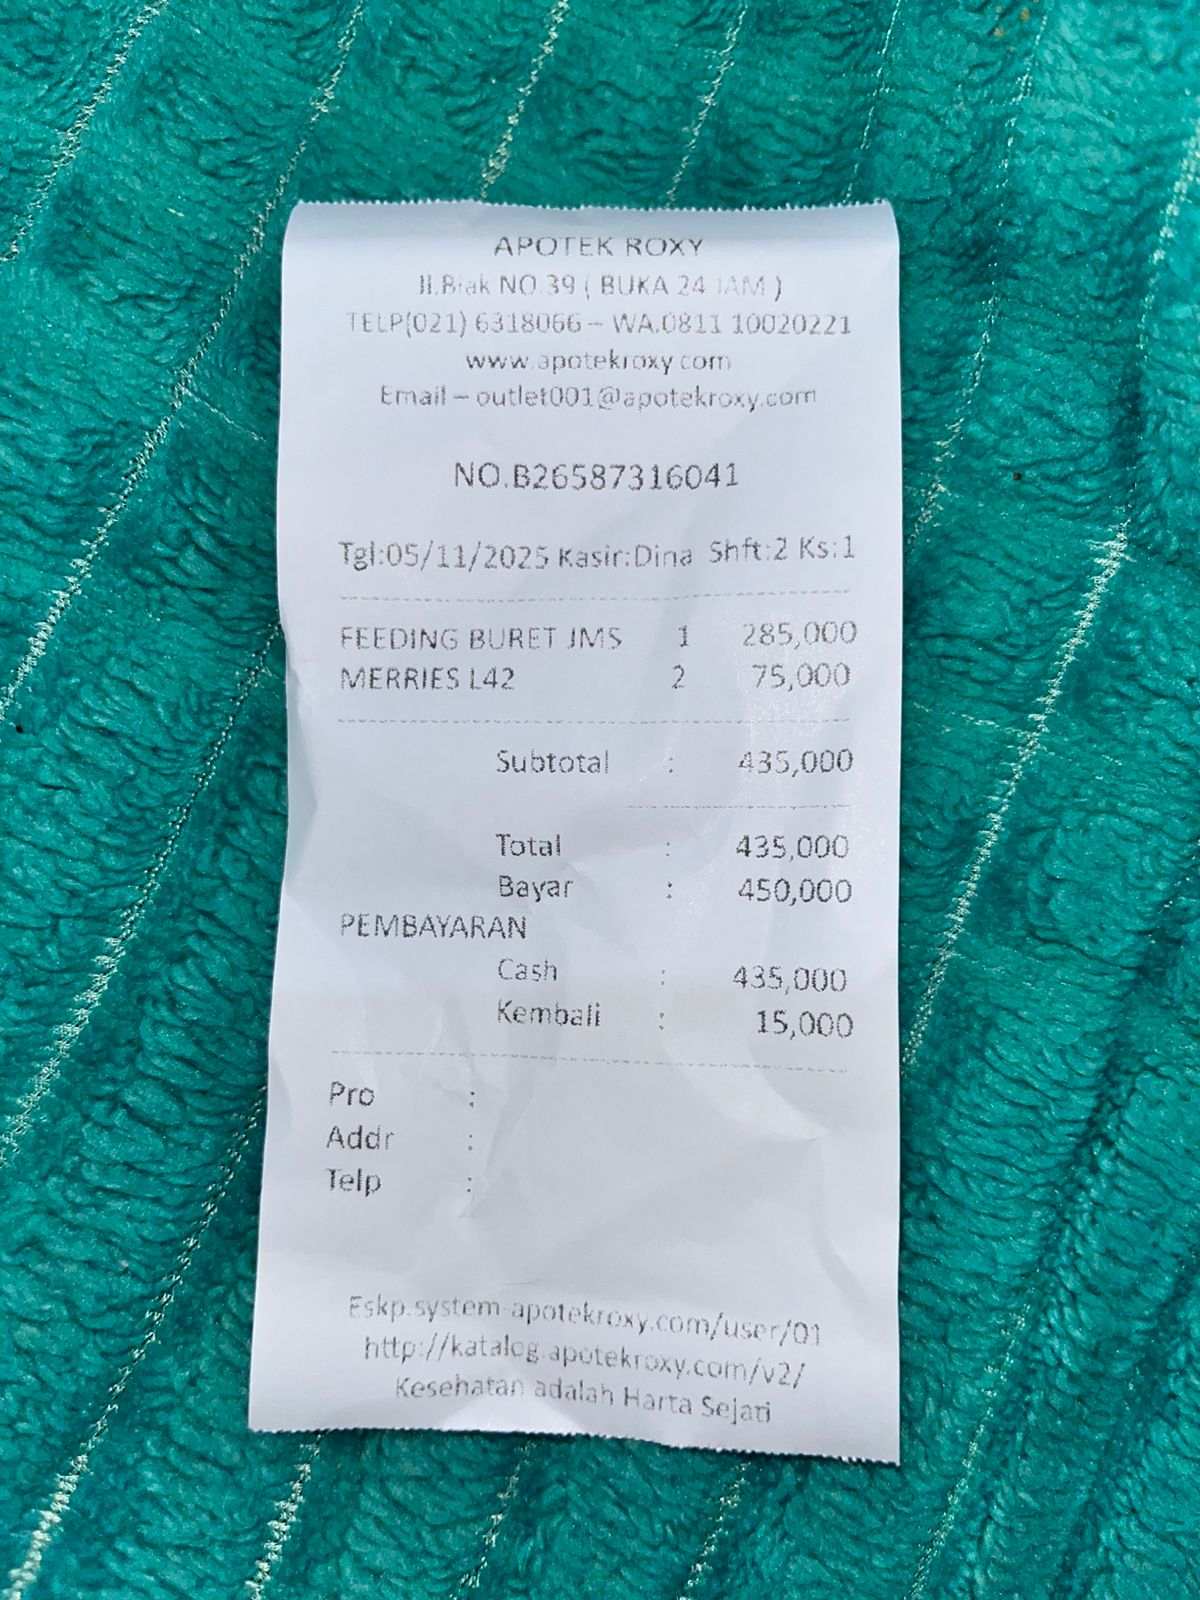 APOTEK ROXY
Jl.Biak NO.39 ( BUKA 24 JAM )
TELP(021) 6318066 – WA.0811 10020221
www.apotekroxy.com
Email – outlet001@apotekroxy.com
NO.B26587316041
Tgl:05/11/2025 Kasir:Dina Shft:2 Ks:1
FEEDING BURET JMS 1 285,000
MERRIES L42 2 75,000
Subtotal : 435,000
Total : 435,000
Bayar : 450,000
PEMBAYARAN
Cash : 435,000
Kembali : 15,000
Pro :
Addr :
Telp :
Eskp.system-apotekroxy.com/user/01
http://katalog.apotekroxy.com/v2/
Kesehatan adalah Harta Sejati